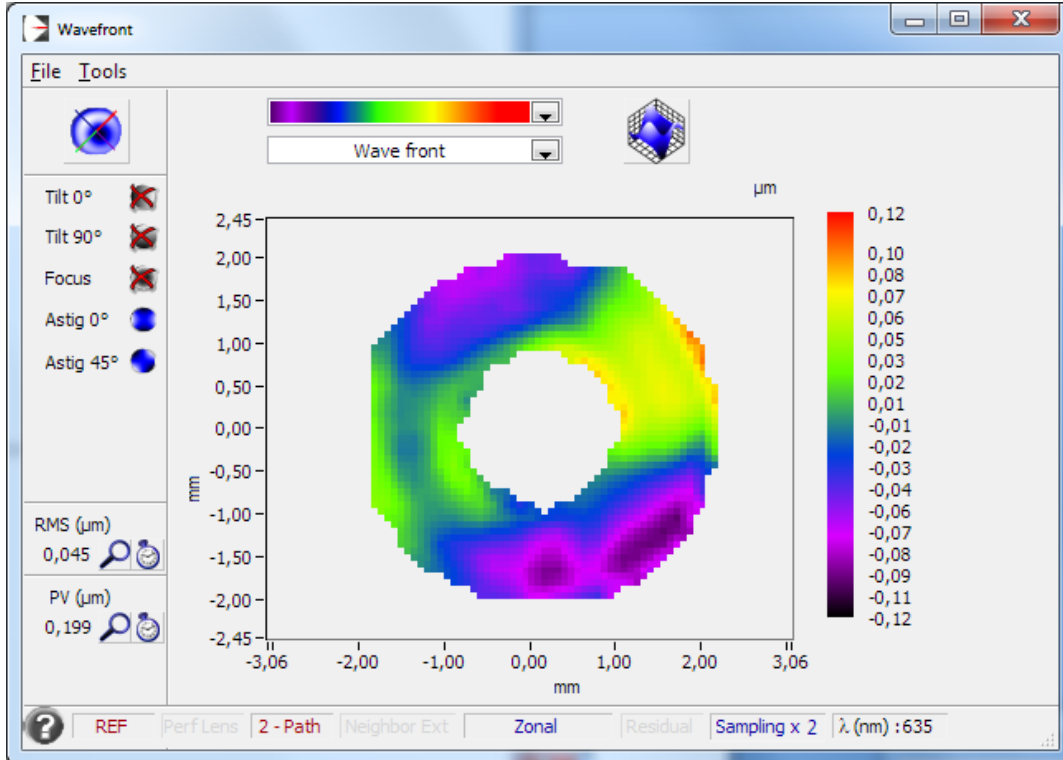 Wavefront
File Tools
Wave front
Tilt 0°
Tilt 90°
Focus
Astig 0°
Astig 45°
RMS (µm)
0,045
PV (µm)
0,199
µm
2,45
2,00
1,50
1,00
0,50
0,00
-0,50
-1,00
-1,50
-2,00
-2,45
mm
-3,06 -2,00 -1,00 0,00 1,00 2,00 3,06
mm
0,12
0,10
0,08
0,07
0,06
0,05
0,03
0,02
0,01
-0,01
-0,02
-0,03
-0,04
-0,06
-0,07
-0,08
-0,09
-0,11
-0,12
? REF Perf Lens 2 - Path Neighbor Ext Zonal Residual Sampling x 2 λ (nm) : 635